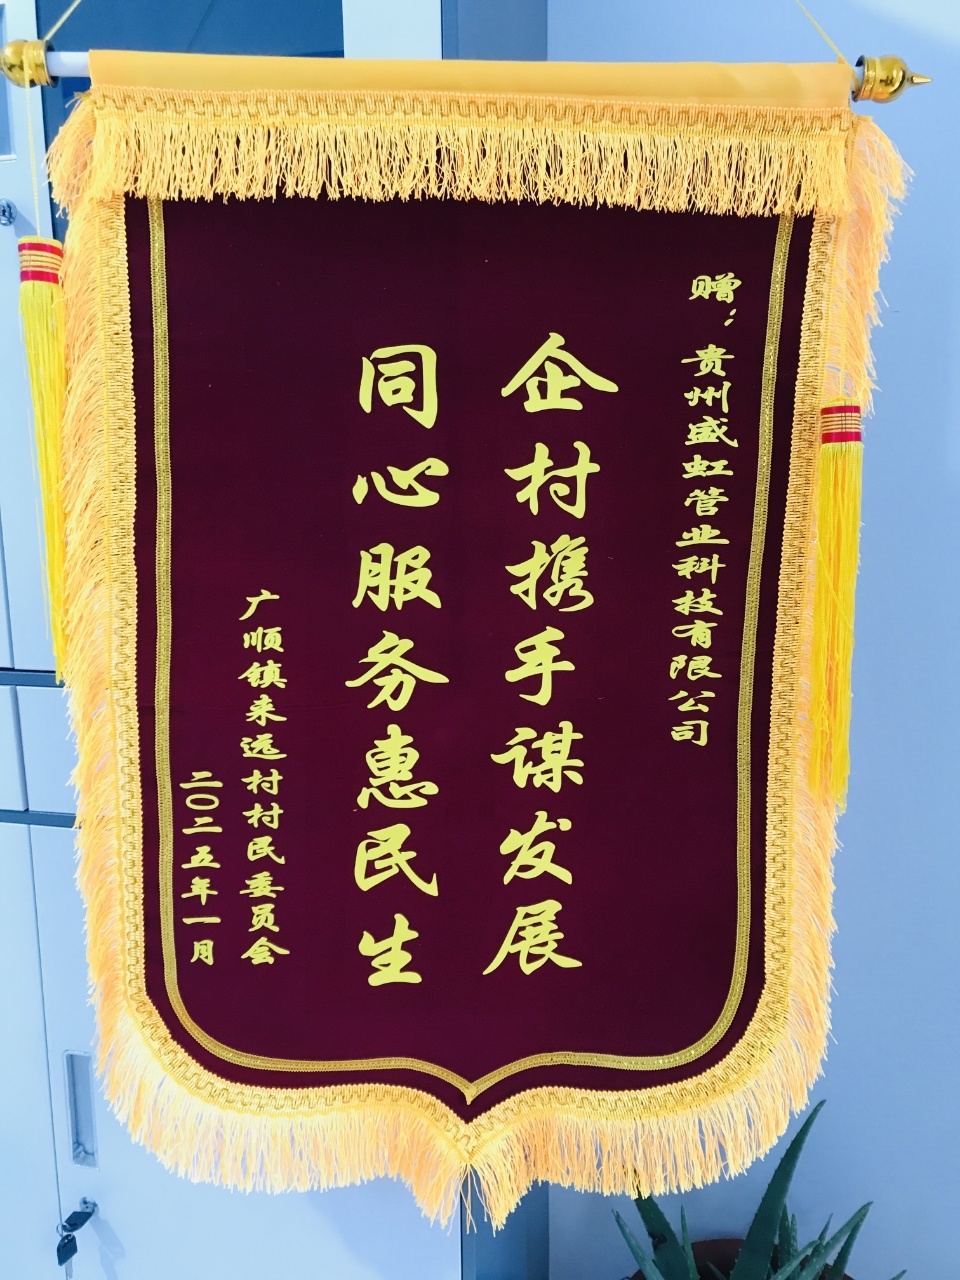 赠：贵州盛虹管业科技有限公司
企村携手谋发展
同心服务惠民生
广顺镇来远村村民委员会
二〇二五年一月